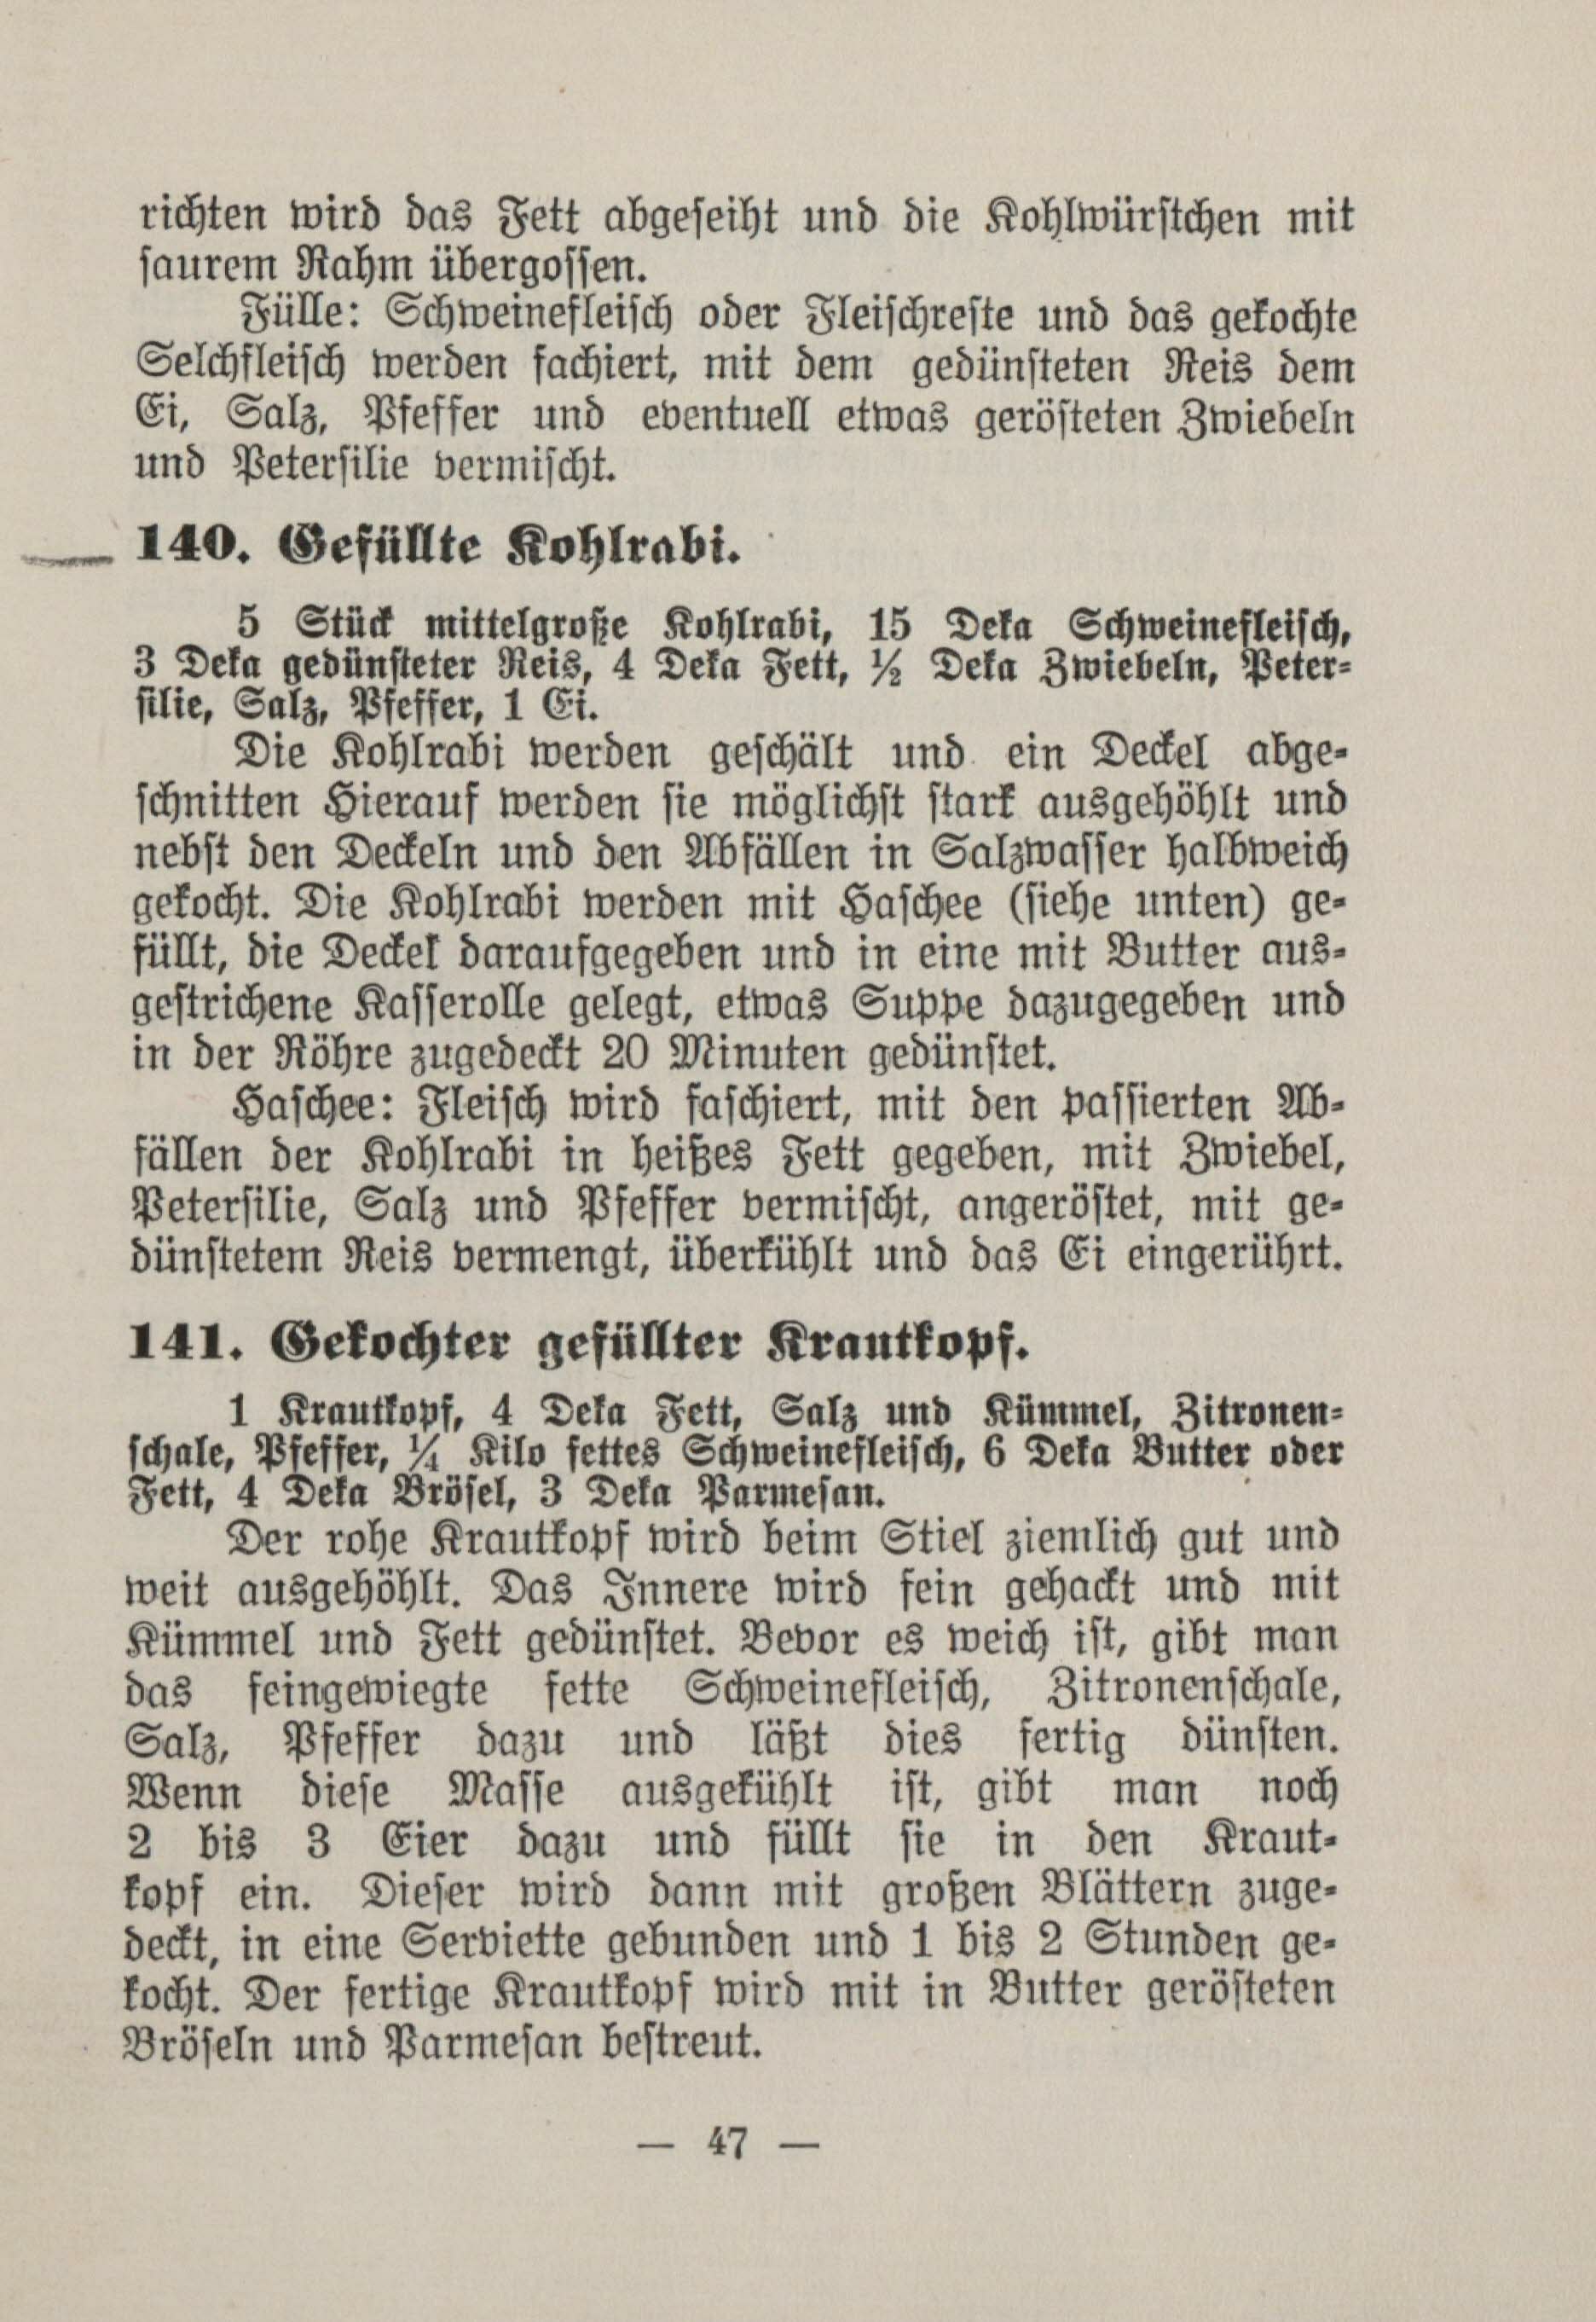 richten wird das Fett abgeseiht und die Kohlwürstchen mit
saurem Rahm übergossen.
Fülle: Schweinefleisch oder Fleischreste und das gekochte
Selchfleisch werden fachiert, mit dem gedünsteten Reis dem
Ei, Salz, Pfeffer und eventuell etwas gerösteten Zwiebeln
und Petersilie vermischt.
140. Gefüllte Kohlrabi.
5 Stück mittelgroße Kohlrabi, 15 Deka Schweinefleisch,
3 Deka gedünsteter Reis, 4 Deka Fett, ½ Deka Zwiebeln, Peter-
silie, Salz, Pfeffer, 1 Ei.
Die Kohlrabi werden geschält und ein Deckel abge-
schnitten Hierauf werden sie möglichst stark ausgehöhlt und
nebst den Deckeln und den Abfällen in Salzwasser halbweich
gekocht. Die Kohlrabi werden mit Haschee (siehe unten) ge-
füllt, die Deckel daraufgegeben und in eine mit Butter aus-
gestrichene Kasserolle gelegt, etwas Suppe dazugegeben und
in der Röhre zugedeckt 20 Minuten gedünstet.
Haschee: Fleisch wird faschiert, mit den passierten Ab-
fällen der Kohlrabi in heißes Fett gegeben, mit Zwiebel,
Petersilie, Salz und Pfeffer vermischt, angeröstet, mit ge-
dünstetem Reis vermengt, überkühlt und das Ei eingerührt.
141. Gekochter gefüllter Krautkopf.
1 Krautkopf, 4 Deka Fett, Salz und Kümmel, Zitronen-
schale, Pfeffer, ¼ Kilo fettes Schweinefleisch, 6 Deka Butter oder
Fett, 4 Deka Brösel, 3 Deka Parmesan.
Der rohe Krautkopf wird beim Stiel ziemlich gut und
weit ausgehöhlt. Das Innere wird fein gehackt und mit
Kümmel und Fett gedünstet. Bevor es weich ist, gibt man
das feingewiegte fette Schweinefleisch, Zitronenschale,
Salz, Pfeffer dazu und läßt dies fertig dünsten.
Wenn diese Masse ausgekühlt ist, gibt man noch
2 bis 3 Eier dazu und füllt sie in den Kraut-
kopf ein. Dieser wird dann mit großen Blättern zuge-
deckt, in eine Serviette gebunden und 1 bis 2 Stunden ge-
kocht. Der fertige Krautkopf wird mit in Butter gerösteten
Bröseln und Parmesan bestreut.
— 47 —